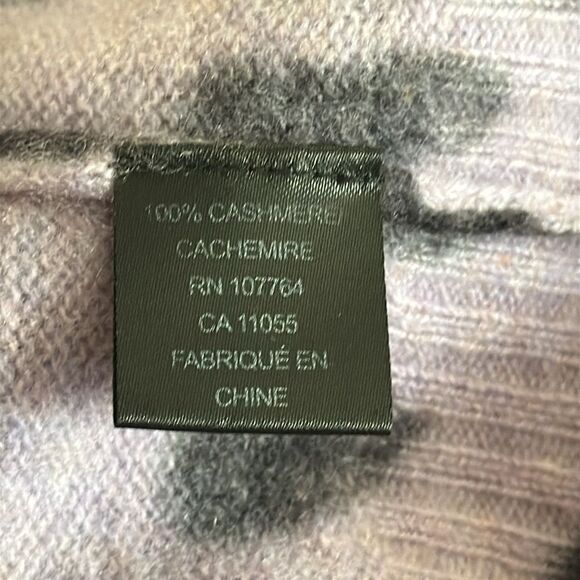 100% CASHMERE/
CACHEMIRE
RN 107764
CA 11055
FABRIQUÉ EN
CHINE